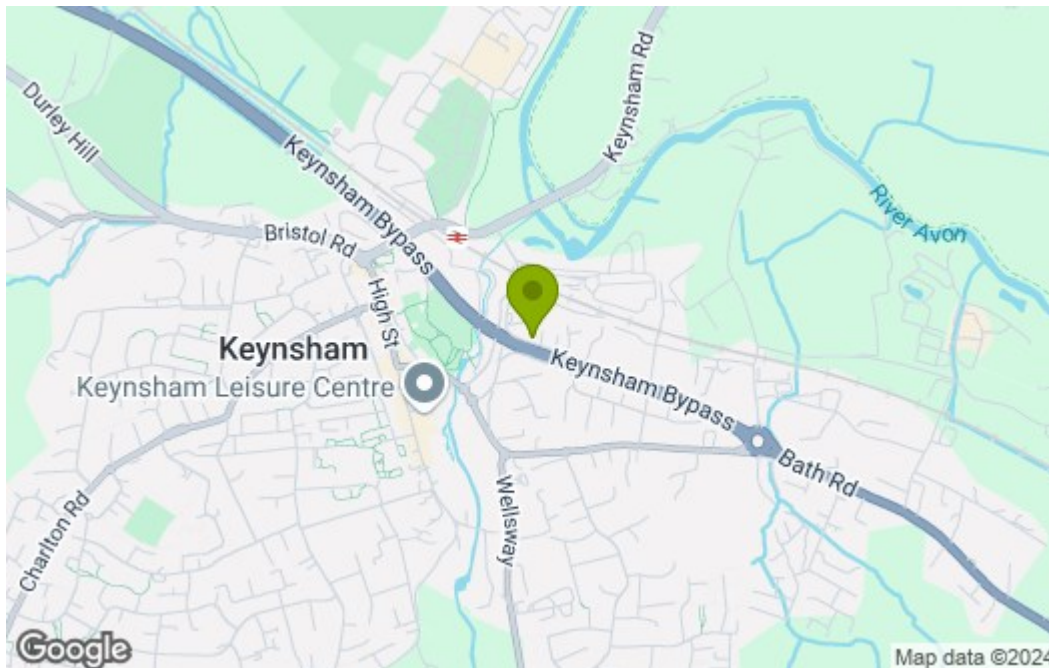 Durley Hill
Keynsham Bypass
Keynsham Rd
River Avon
Bristol Rd
High St
Keynsham
Keynsham Leisure Centre
Keynsham Bypass
Bath Rd
Charlton Rd
Wellsway
Google
Map data ©2024